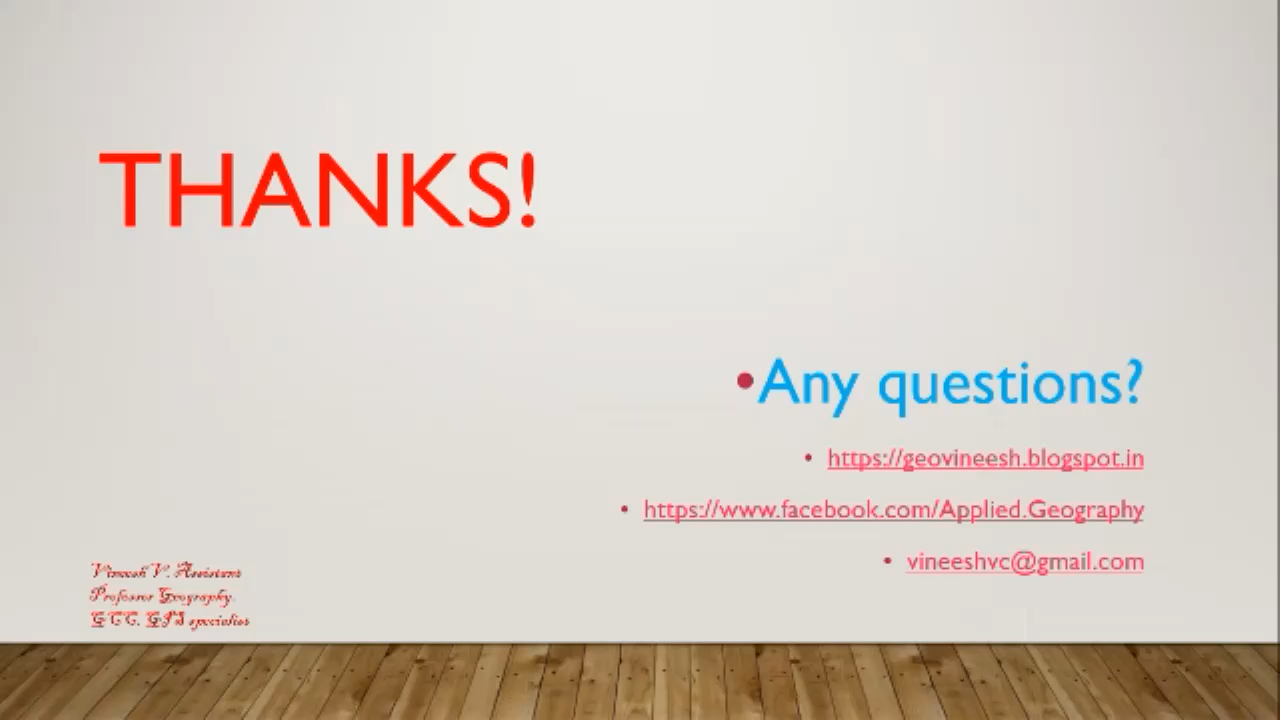 THANKS!
•Any questions?
• https://geovineesh.blogspot.in
• https://www.facebook.com/Applied.Geography
• vineeshvc@gmail.com
Vineesh V. Assistant
Professor Geography.
GCC. GIS specialist